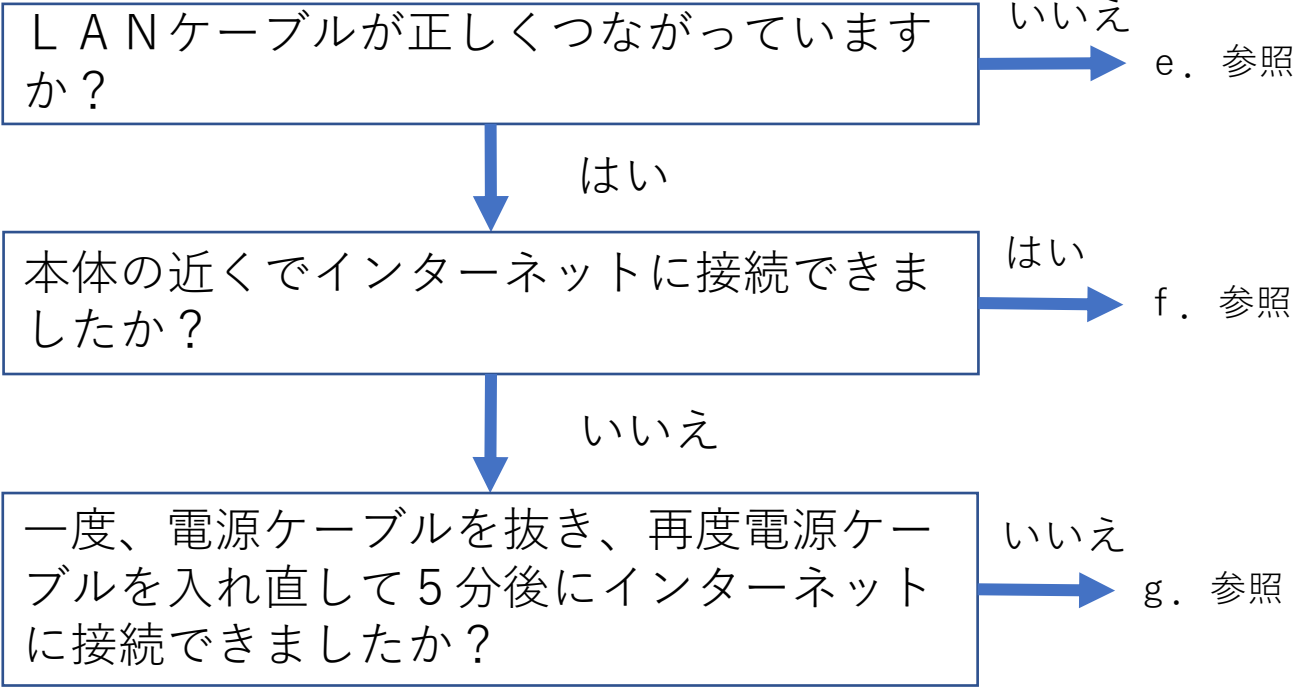 ＬＡＮケーブルが正しくつながっています
か？
いいえ
e．参照
はい
本体の近くでインターネットに接続できま
したか？
はい
f．参照
いいえ
一度、電源ケーブルを抜き、再度電源ケー
ブルを入れ直して５分後にインターネット
に接続できましたか？
いいえ
g．参照